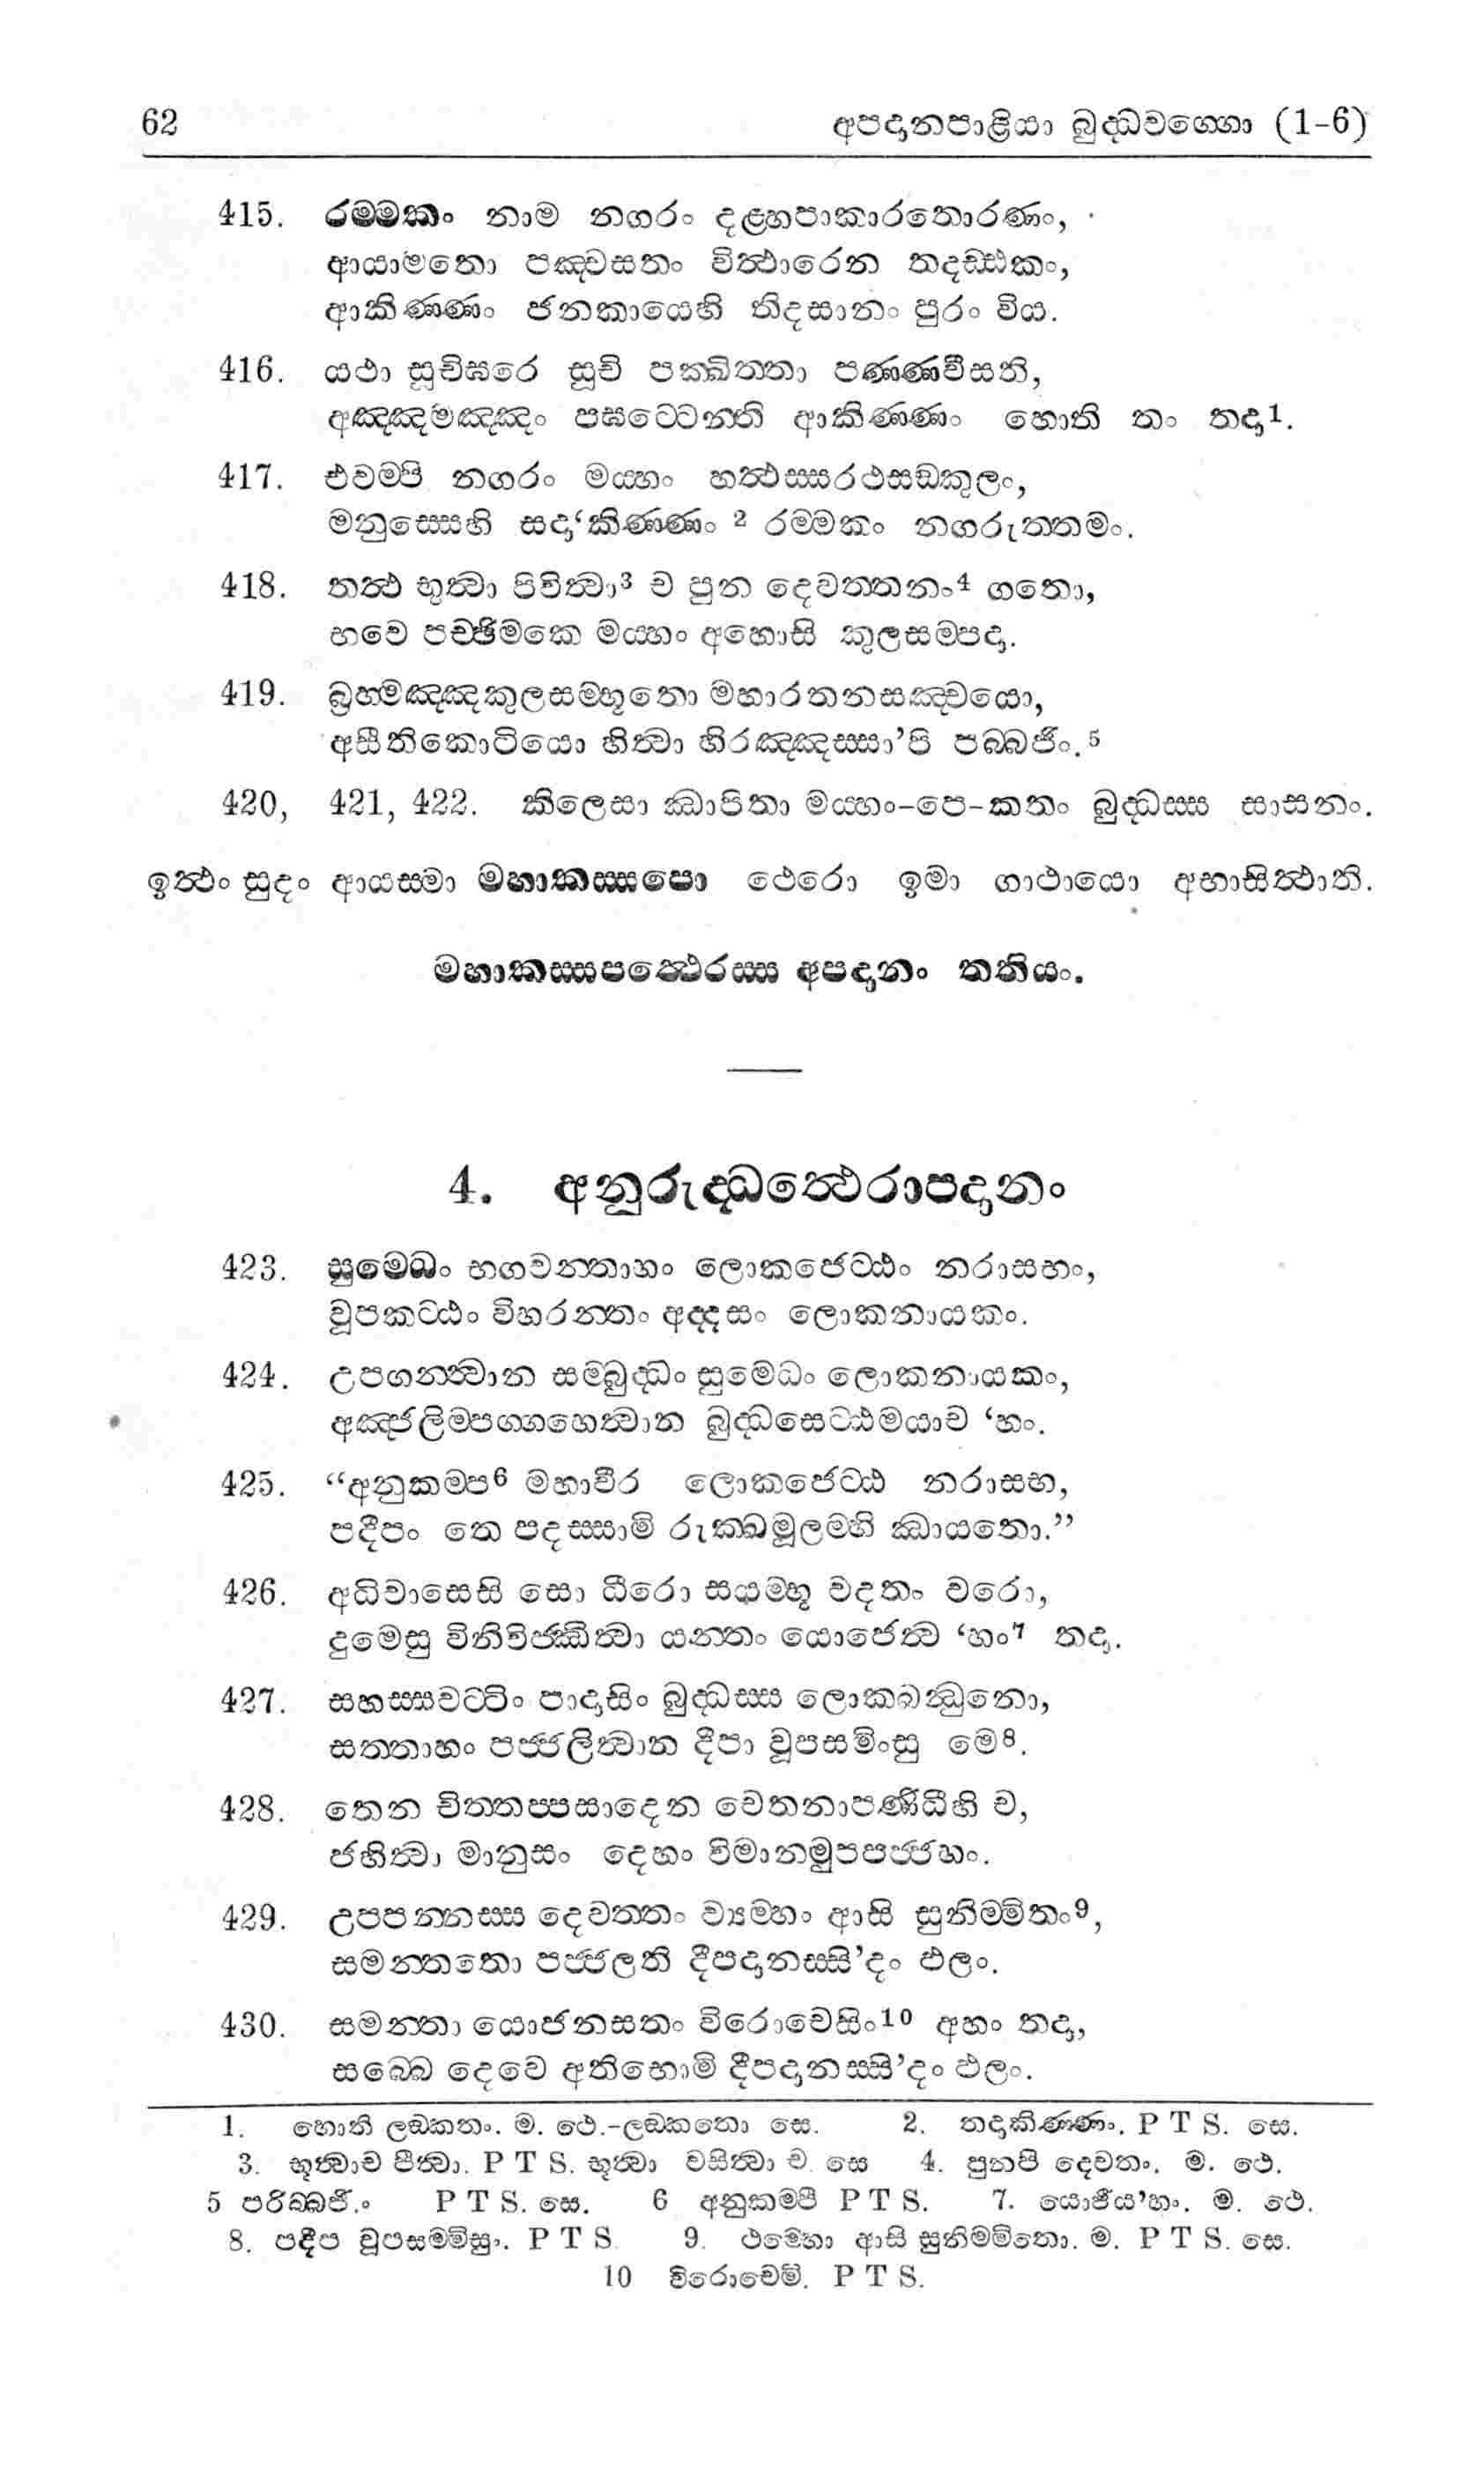 62 අපදානපාළියා බුද්ධවග්ගො (1-6)
415. රම්මකං නාම නගරං දළ්හපාකාරතොරණං,
ආයාමතො පඤ්චසතං විත්ථාරෙන තදඩ්ඪකං,
ආකිණ්ණං ජනකායෙහි තිදසානං පුරං විය.
416. යථා සූචිඝරෙ සූචි පක්ඛිත්තා පණ්ණවීසති,
අඤ්ඤමඤ්ඤං පඝට්ටෙන්ති ආකිණ්ණං හොති තං තදා1.
417. එවම්පි නගරං මය්හං හත්ථස්සරථසඞ්කුලං,
මනුස්සෙහි සදා‘කිණ්ණං 2 රම්මකං නගරුත්තමං.
418. තත්ථ භුත්වා පිවිත්වා3 ච පුන දෙවත්තනං4 ගතො,
භවෙ පච්ඡිමකෙ මය්හං අහොසි කුලසම්පදා.
419. බ්‍රහ්මඤ්ඤකුලසම්භූතො මහාරතනසඤ්චයො,
අසීතිකොටියො හිත්වා හිරඤ්ඤස්සා’පි පබ්බජිං.5
420, 421, 422. කිලෙසා ඣාපිතා මය්හං-පෙ-කතං බුද්ධස්ස සාසනං.
ඉත්ථං සුදං ආයස්මා මහාකස්සපො ථෙරො ඉමා ගාථායො අභාසිත්ථාති.
මහාකස්සපත්ථෙරස්ස අපදානං තතියං.
4. අනුරුද්ධත්ථෙරාපදානං
423. සුමෙධං භගවන්තාහං ලොකජෙට්ඨං නරාසභං,
වූපකට්ඨං විහරන්තං අද්දසං ලොකනායකං.
424. උපගන්ත්වාන සම්බුද්ධං සුමෙධං ලොකනායකං,
අඤ්ජලිම්පග්ගහෙත්වාන බුද්ධසෙට්ඨමයාච ‘හං.
425. “අනුකම්ප6 මහාවීර ලොකජෙට්ඨ නරාසභ,
පදීපං තෙ පදස්සාමි රුක්ඛමූලම්හි ඣායතො.”
426. අධිවාසෙසි සො ධීරො සයම්භූ වදතං වරො,
දුමෙසු විනිවිජ්ඣිත්වා යන්තං යොජෙත්ව ‘හං7 තදා.
427. සහස්සවට්ටිං පාදාසිං බුද්ධස්ස ලොකබන්ධුනො,
සත්තාහං පජ්ජලිත්වාන දීපා වූපසමිංසු මෙ8.
428. තෙන චිත්තප්පසාදෙන චෙතනාපණිධීහි ච,
ජහිත්වා මානුසං දෙහං විමානමුපපජ්ජහං.
429. උපපන්නස්ස දෙවත්තං ව්‍යම්හං ආසි සුනිම්මිතං9,
සමන්තතො පජ්ජලති දීපදානස්සි’දං ඵලං.
430. සමන්තා යොජනසතං විරොචෙසිං10 අහං තදා,
සබ්බෙ දෙවෙ අතිභොමි දීපදානස්සි’දං ඵලං.
1. හොති ලඞ්කතං. ම. ථෙ.-ලඞ්කතො සෙ. 2. තදාකිණ්ණං. P T S. සෙ.
3. භූත්වාච පීත්වා. P T S. භූත්වා වසිත්වා ච. සෙ 4. පුනපි දෙවතං. ම. ථෙ.
5 පරිබ්බජිං. P T S. සෙ. 6 අනුකම්පී P T S. 7. යොජිය’හං. ම. ථෙ.
8. පදීප වූපසම්මිසුං. P T S. 9. ථම්භො ආසි සුනිම්මිතො. ම. P T S. සෙ.
10 විරොචෙමි. P T S.